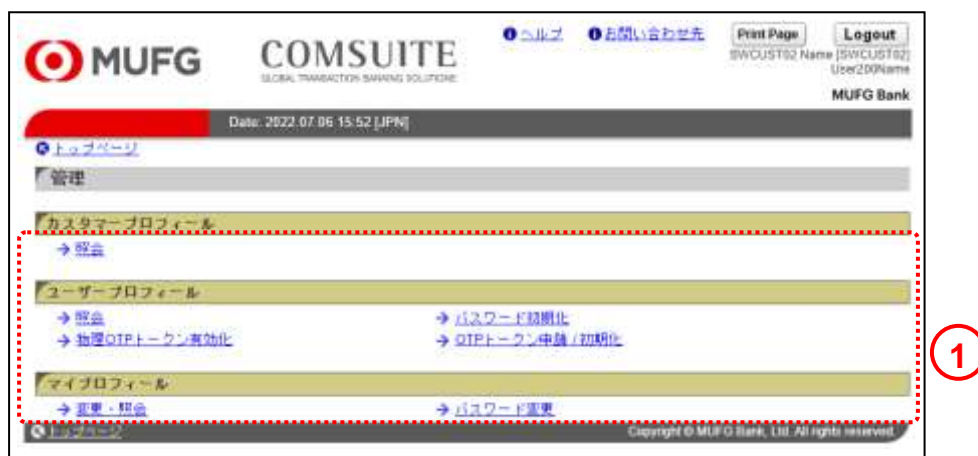 MUFG COMSUITE ヘルプ お問い合わせ先 Print Page Logout
GLOBAL TRANSACTION BANKING SOLUTIONS SWCUST02 Name [SWCUST02]
User200Name
MUFG Bank
Date: 2022.07.06 15:52 [JPN]
トップページ
管理
カスタマープロフィール
照会
ユーザープロフィール
照会 パスワード初期化
物理OTPトークン有効化 OTPトークン申請/初期化
1
マイプロフィール
変更・照会 パスワード変更
トップページ Copyright © MUFG Bank, Ltd. All rights reserved.